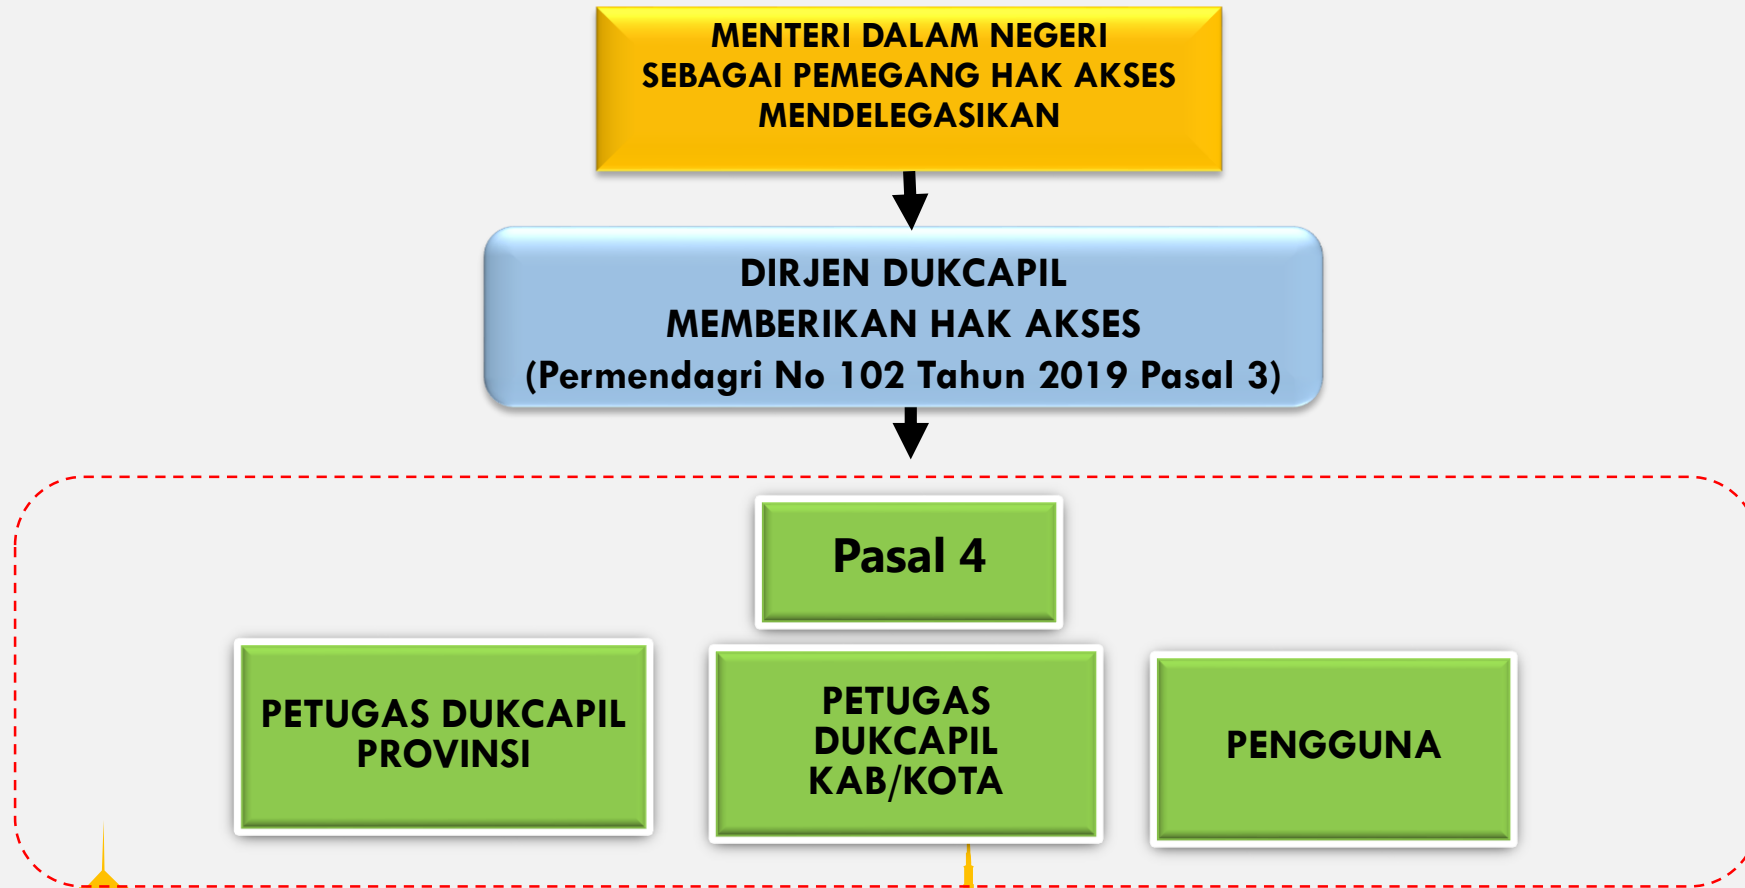 MENTERI DALAM NEGERI
SEBAGAI PEMEGANG HAK AKSES
MENDELEGASIKAN
DIRJEN DUKCAPIL
MEMBERIKAN HAK AKSES
(Permendagri No 102 Tahun 2019 Pasal 3)
Pasal 4
PETUGAS DUKCAPIL
PROVINSI
PETUGAS
DUKCAPIL
KAB/KOTA
PENGGUNA